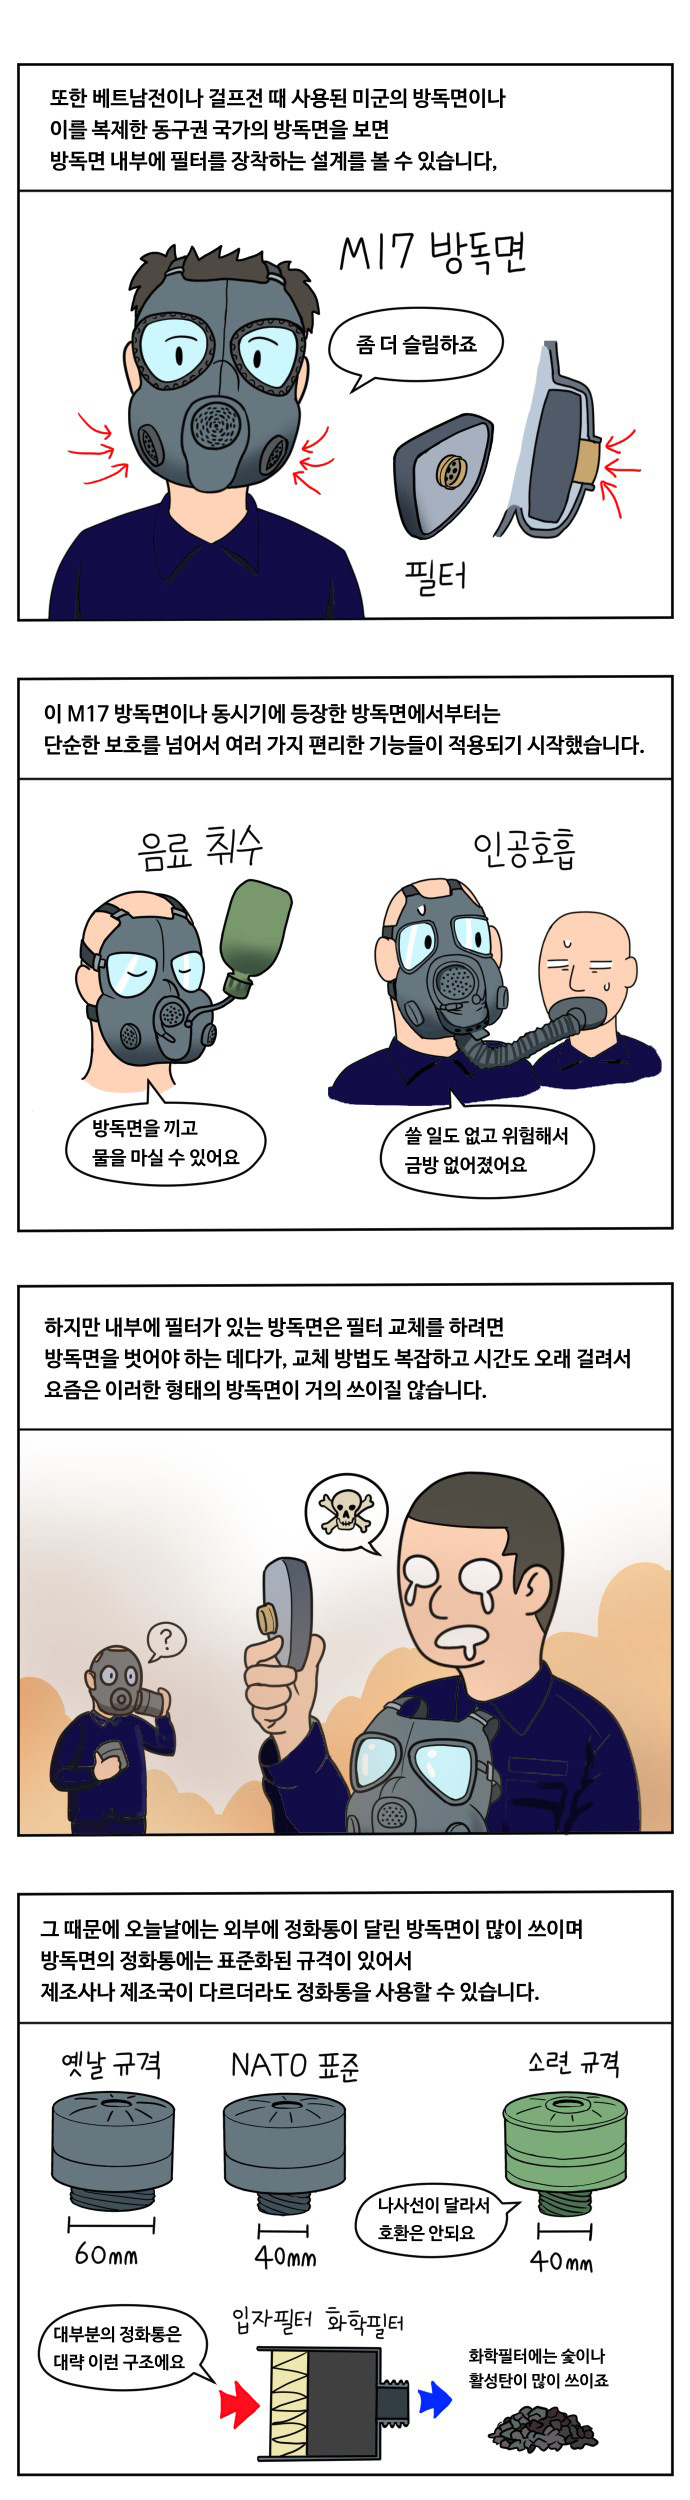 또한 베트남전이나 걸프전 때 사용된 미군의 방독면이나
이를 복제한 동구권 국가의 방독면을 보면
방독면 내부에 필터를 장착하는 설계를 볼 수 있습니다,
M17 방독면
좀 더 슬림하죠
필터
이 M17 방독면이나 동시기에 등장한 방독면에서부터는
단순한 보호를 넘어서 여러 가지 편리한 기능들이 적용되기 시작했습니다.
음료 취수
인공호흡
방독면을 끼고
물을 마실 수 있어요
쓸 일도 없고 위험해서
금방 없어졌어요
하지만 내부에 필터가 있는 방독면은 필터 교체를 하려면
방독면을 벗어야 하는 데다가, 교체 방법도 복잡하고 시간도 오래 걸려서
요즘은 이러한 형태의 방독면이 거의 쓰이질 않습니다.
?
그 때문에 오늘날에는 외부에 정화통이 달린 방독면이 많이 쓰이며
방독면의 정화통에는 표준화된 규격이 있어서
제조사나 제조국이 다르더라도 정화통을 사용할 수 있습니다.
옛날 규격
NATO 표준
소련 규격
나사선이 달라서
호환은 안되요
60mm
40mm
40mm
입자필터 화학필터
대부분의 정화통은
대략 이런 구조에요
화학필터에는 숯이나
활성탄이 많이 쓰이죠